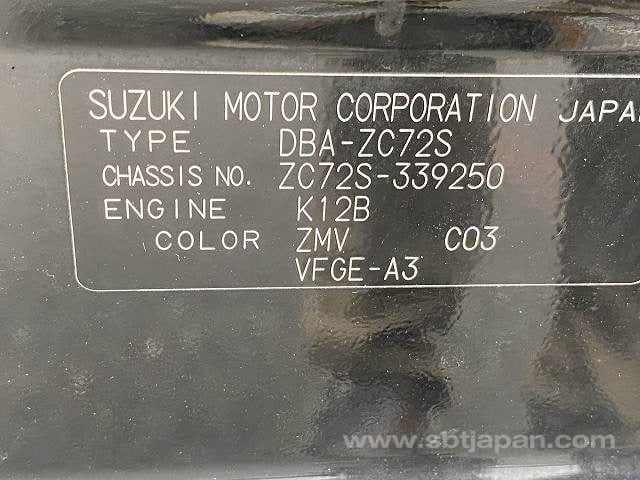 SUZUKI MOTOR CORPORATION JAPAN
TYPE DBA-ZC72S
CHASSIS NO. ZC72S-339250
ENGINE K12B
COLOR ZMV C03
VFGE-A3
www.sbtjapan.com